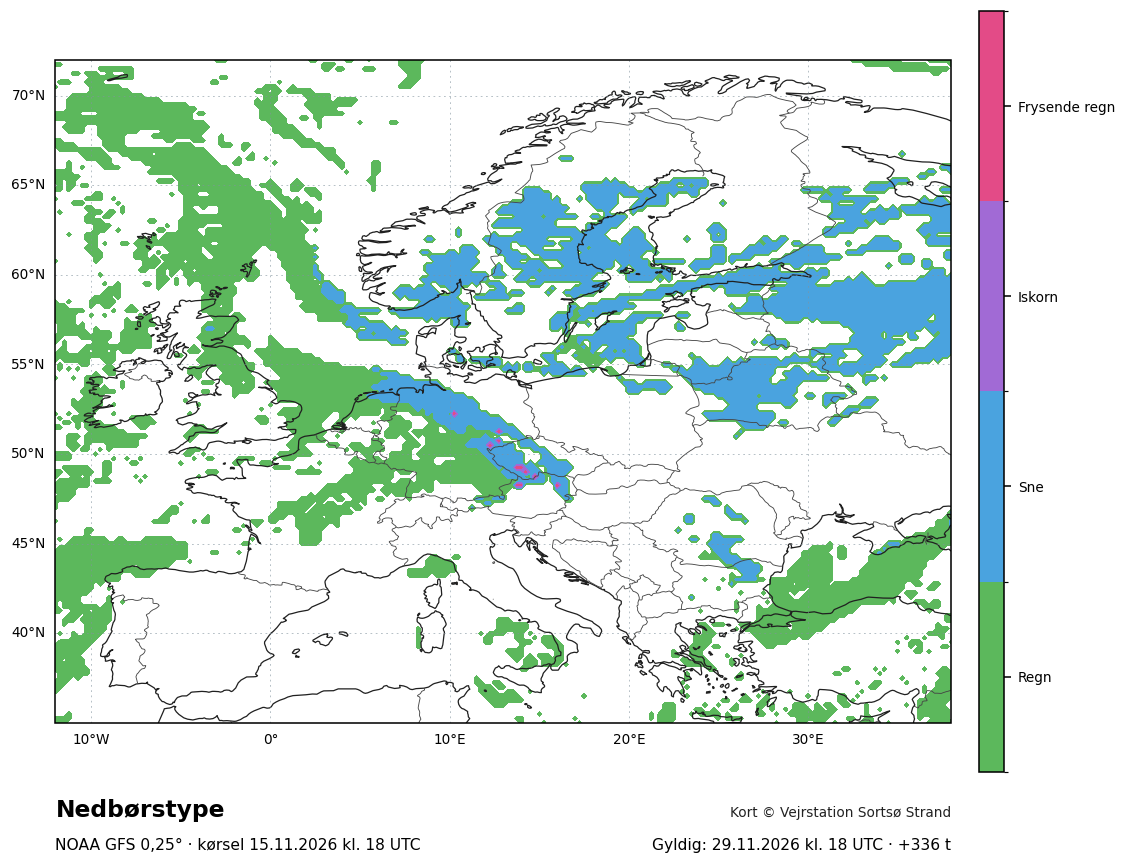 Frysende regn
Iskorn
Sne
Regn
70°N
65°N
60°N
55°N
50°N
45°N
40°N
10°W
0°
10°E
20°E
30°E
Nedbørstype
Kort © Vejrstation Sortsø Strand
NOAA GFS 0,25° · kørsel 15.11.2026 kl. 18 UTC
Gyldig: 29.11.2026 kl. 18 UTC · +336 t